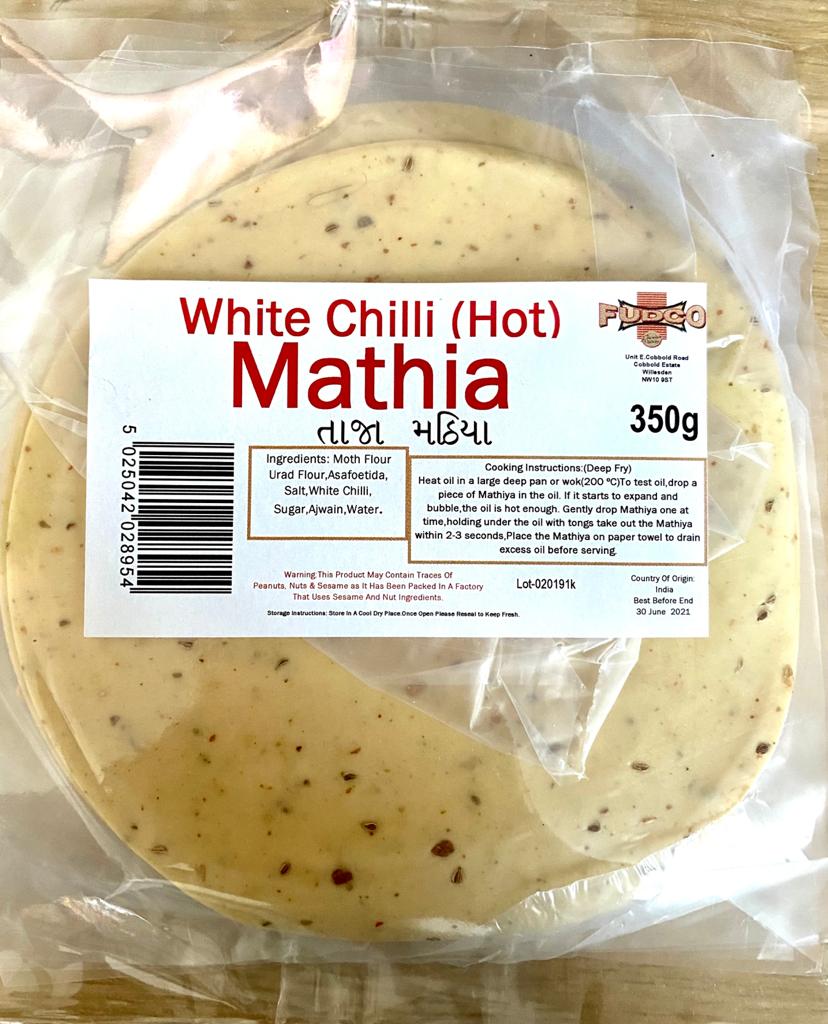 White Chilli (Hot)
Mathia
તાજા મઠિયા
FUDCO
Unit E.Cobbold Road
Cobbold Estate
Willesden
NW10 9ST
350g
5 025042 028954
Ingredients: Moth Flour
Urad Flour,Asafoetida,
Salt,White Chilli,
Sugar,Ajwain,Water.
Cooking Instructions:(Deep Fry)
Heat oil in a large deep pan or wok(200 ºC)To test oil,drop a
piece of Mathiya in the oil. If it starts to expand and
bubble,the oil is hot enough. Gently drop Mathiya one at
time,holding under the oil with tongs take out the Mathiya
within 2-3 seconds,Place the Mathiya on paper towel to drain
excess oil before serving.
Warning:This Product May Contain Traces Of
Peanuts, Nuts & Sesame as It Has Been Packed In A Factory
That Uses Sesame And Nut Ingredients.
Lot-020191k
Country Of Origin:
India
Best Before End
30 June 2021
Storage Instructions: Store In A Cool Dry Place.Once Open Please Reseal to Keep Fresh.